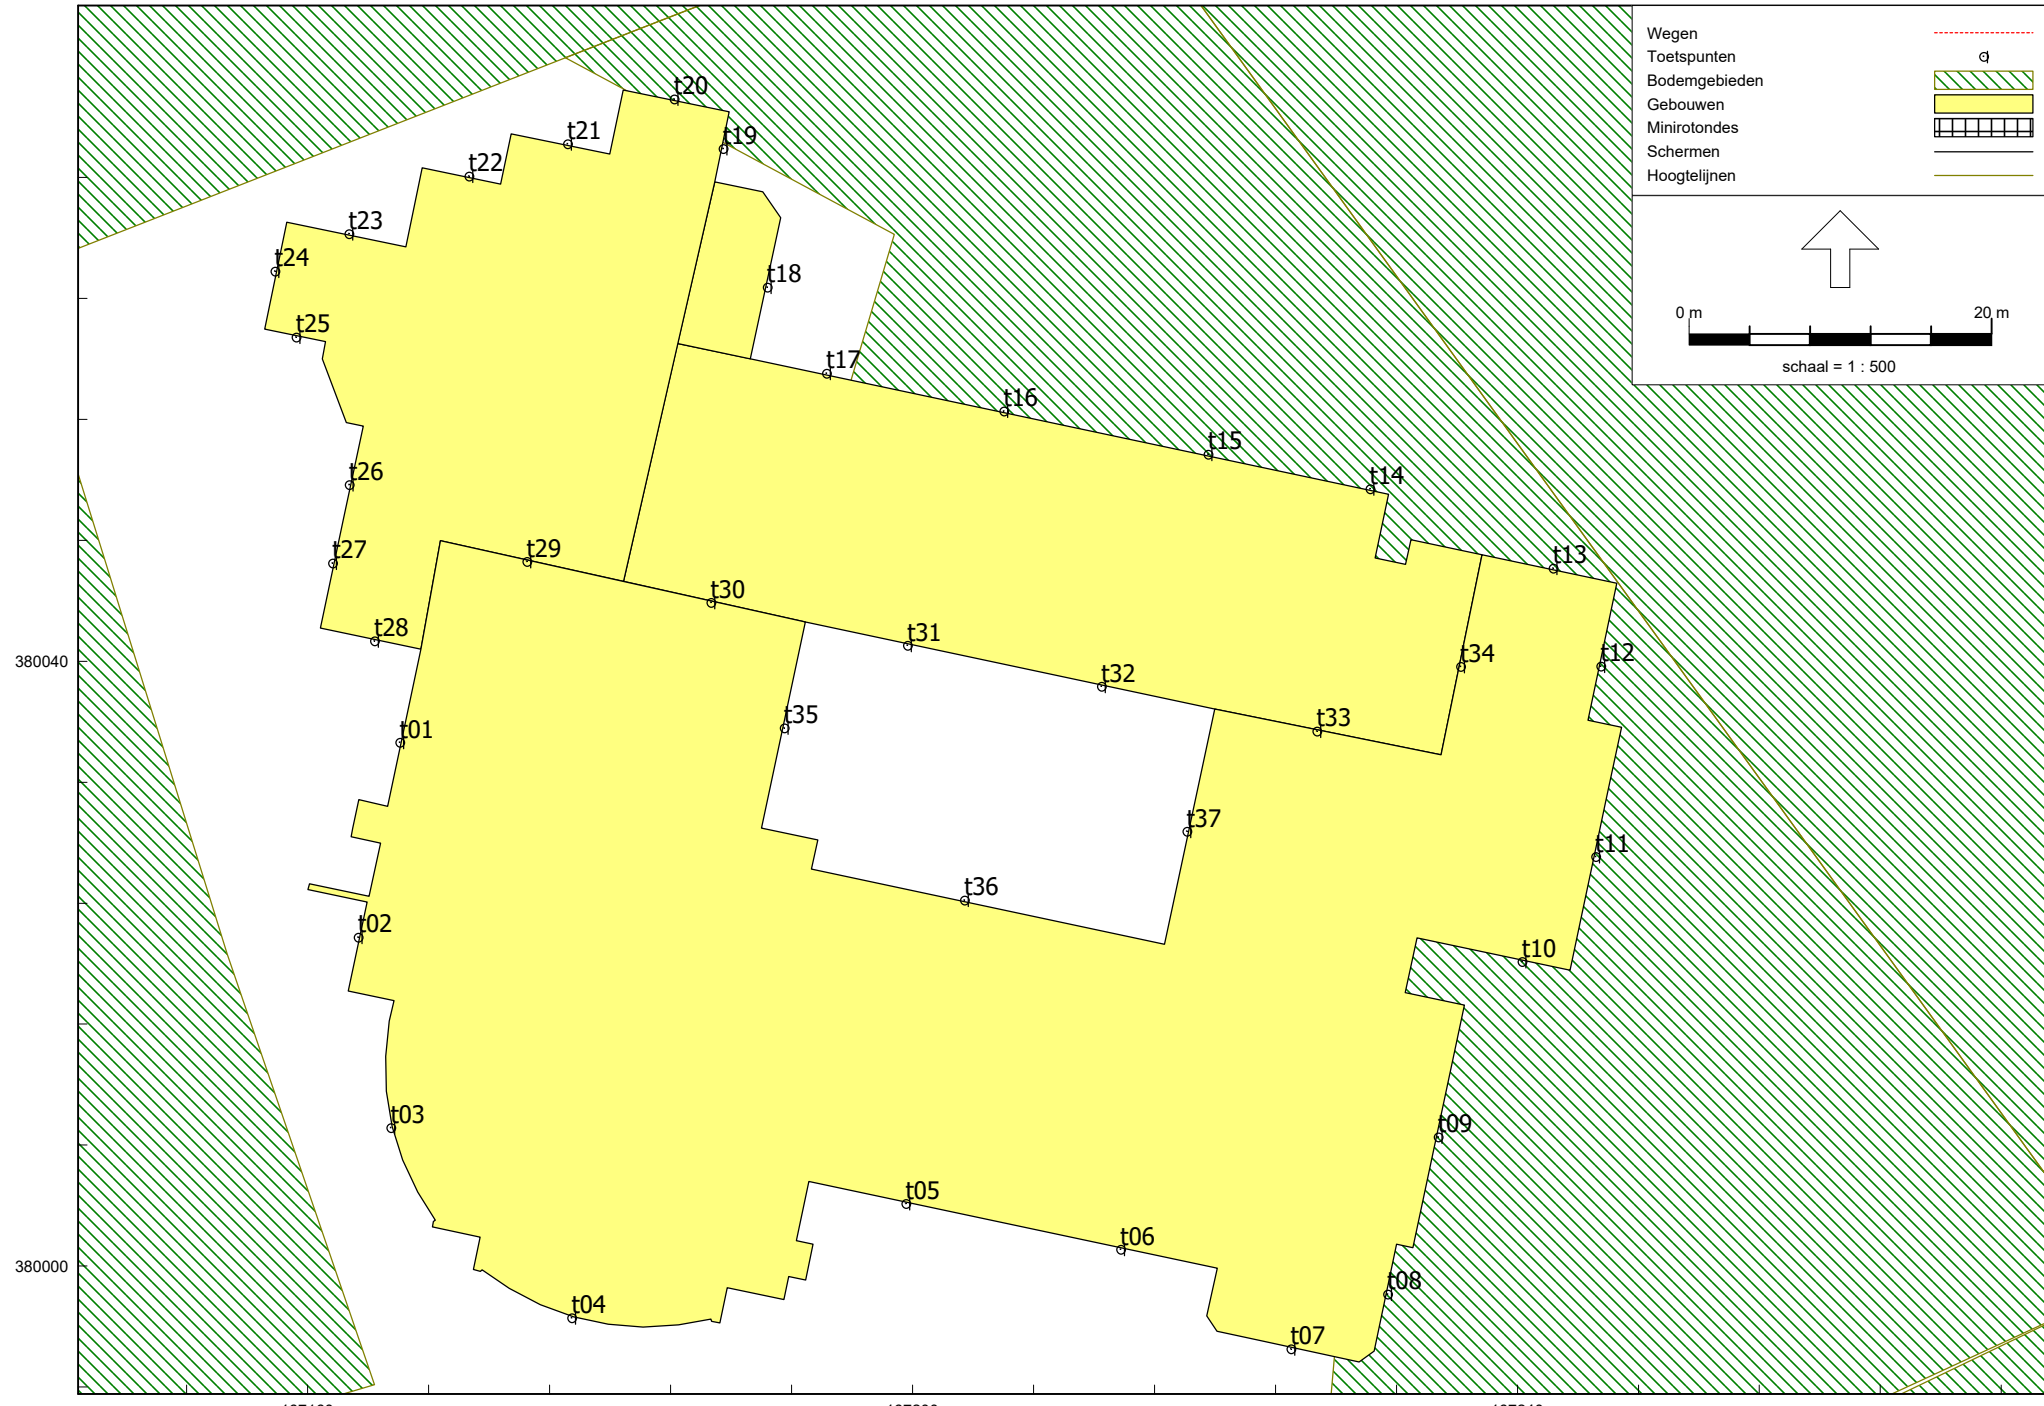 Wegen
Toetspunten
Bodemgebieden
Gebouwen
Minirotondes
Schermen
Hoogtelijnen
0 m 20 m
schaal = 1 : 500
t20
t21
t19
t22
t23
t24
t18
t25
t17
t16
t15
t26
t14
t27
t29
t13
t30
t28
t31
t12
t34
380040
t32
t33
t01
t35
t37
t11
t36
t02
t10
t03
t09
t05
t06
380000
t08
t04
t07